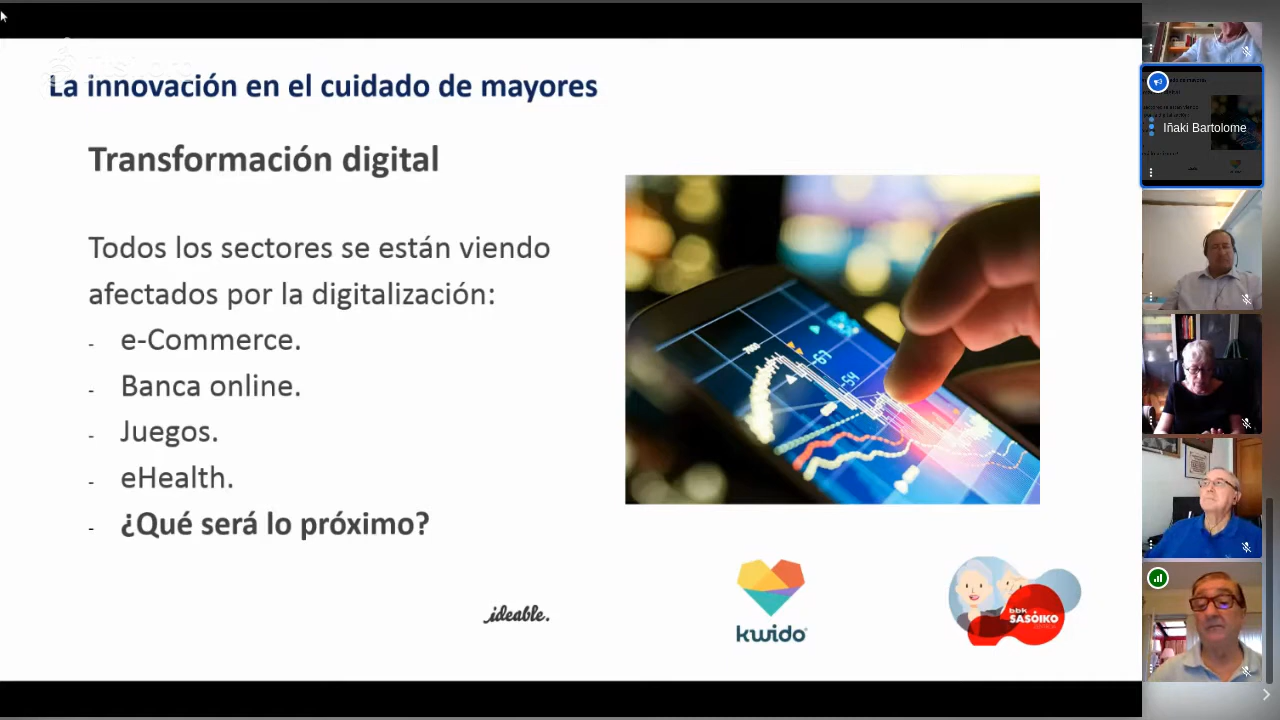 La innovación en el cuidado de mayores
Transformación digital
Todos los sectores se están viendo
afectados por la digitalización:
- e-Commerce.
- Banca online.
- Juegos.
- eHealth.
- ¿Qué será lo próximo?
ideable.
kwido
bbk
SASOIKO
Iñaki Bartolome